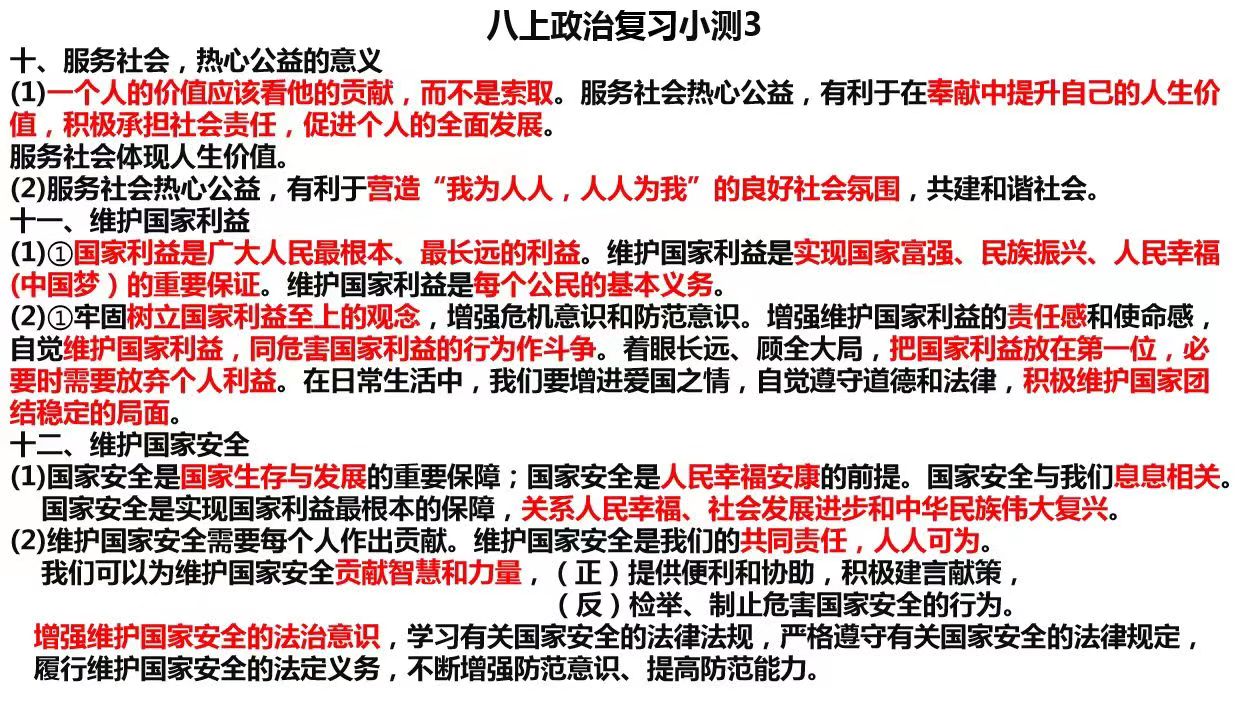 八上政治复习小测3
十、服务社会，热心公益的意义
(1)一个人的价值应该看他的贡献，而不是索取。服务社会热心公益，有利于在奉献中提升自己的人生价
值，积极承担社会责任，促进个人的全面发展。
服务社会体现人生价值。
(2)服务社会热心公益，有利于营造“我为人人，人人为我”的良好社会氛围，共建和谐社会。
十一、维护国家利益
(1)①国家利益是广大人民最根本、最长远的利益。维护国家利益是实现国家富强、民族振兴、人民幸福
(中国梦）的重要保证。维护国家利益是每个公民的基本义务。
(2)①牢固树立国家利益至上的观念，增强危机意识和防范意识。增强维护国家利益的责任感和使命感，
自觉维护国家利益，同危害国家利益的行为作斗争。着眼长远、顾全大局，把国家利益放在第一位，必
要时需要放弃个人利益。在日常生活中，我们要增进爱国之情，自觉遵守道德和法律，积极维护国家团
结稳定的局面。
十二、维护国家安全
(1)国家安全是国家生存与发展的重要保障；国家安全是人民幸福安康的前提。国家安全与我们息息相关。
国家安全是实现国家利益最根本的保障，关系人民幸福、社会发展进步和中华民族伟大复兴。
(2)维护国家安全需要每个人作出贡献。维护国家安全是我们的共同责任，人人可为。
我们可以为维护国家安全贡献智慧和力量，（正）提供便利和协助，积极建言献策，
（反）检举、制止危害国家安全的行为。
增强维护国家安全的法治意识，学习有关国家安全的法律法规，严格遵守有关国家安全的法律规定，
履行维护国家安全的法定义务，不断增强防范意识、提高防范能力。